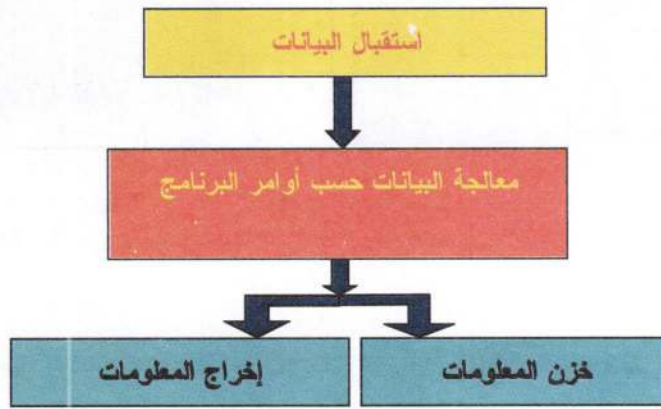 استقبال البيانات
معالجة البيانات حسب أوامر البرنامج
خزن المعلومات
إخراج المعلومات